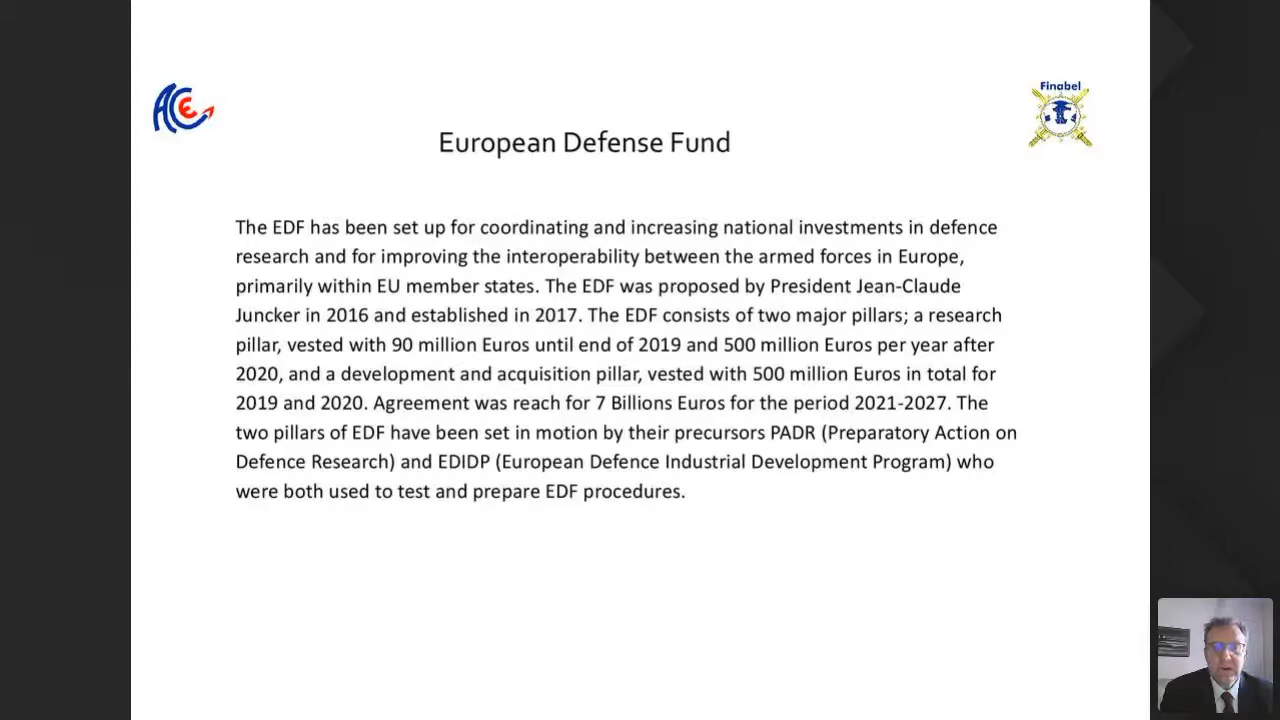 ACE
Finabel
European Defense Fund
The EDF has been set up for coordinating and increasing national investments in defence
research and for improving the interoperability between the armed forces in Europe,
primarily within EU member states. The EDF was proposed by President Jean-Claude
Juncker in 2016 and established in 2017. The EDF consists of two major pillars; a research
pillar, vested with 90 million Euros until end of 2019 and 500 million Euros per year after
2020, and a development and acquisition pillar, vested with 500 million Euros in total for
2019 and 2020. Agreement was reach for 7 Billions Euros for the period 2021-2027. The
two pillars of EDF have been set in motion by their precursors PADR (Preparatory Action on
Defence Research) and EDIDP (European Defence Industrial Development Program) who
were both used to test and prepare EDF procedures.